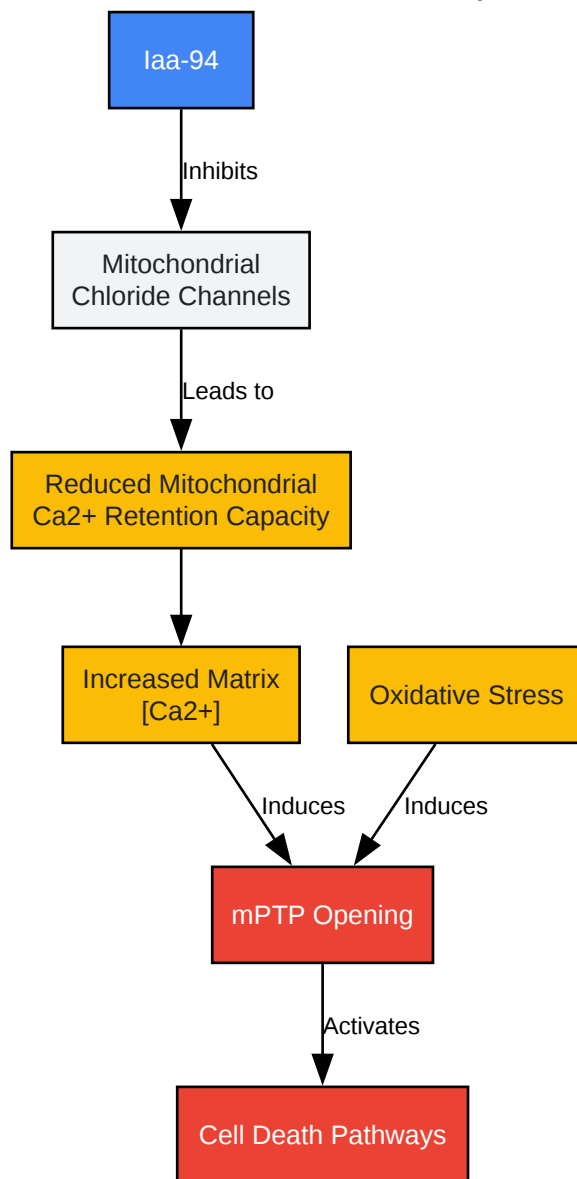 Iaa-94
Inhibits
Mitochondrial
Chloride Channels
Leads to
Reduced Mitochondrial
Ca2+ Retention Capacity
Increased Matrix
[Ca2+]
Oxidative Stress
Induces
Induces
mPTP Opening
Activates
Cell Death Pathways